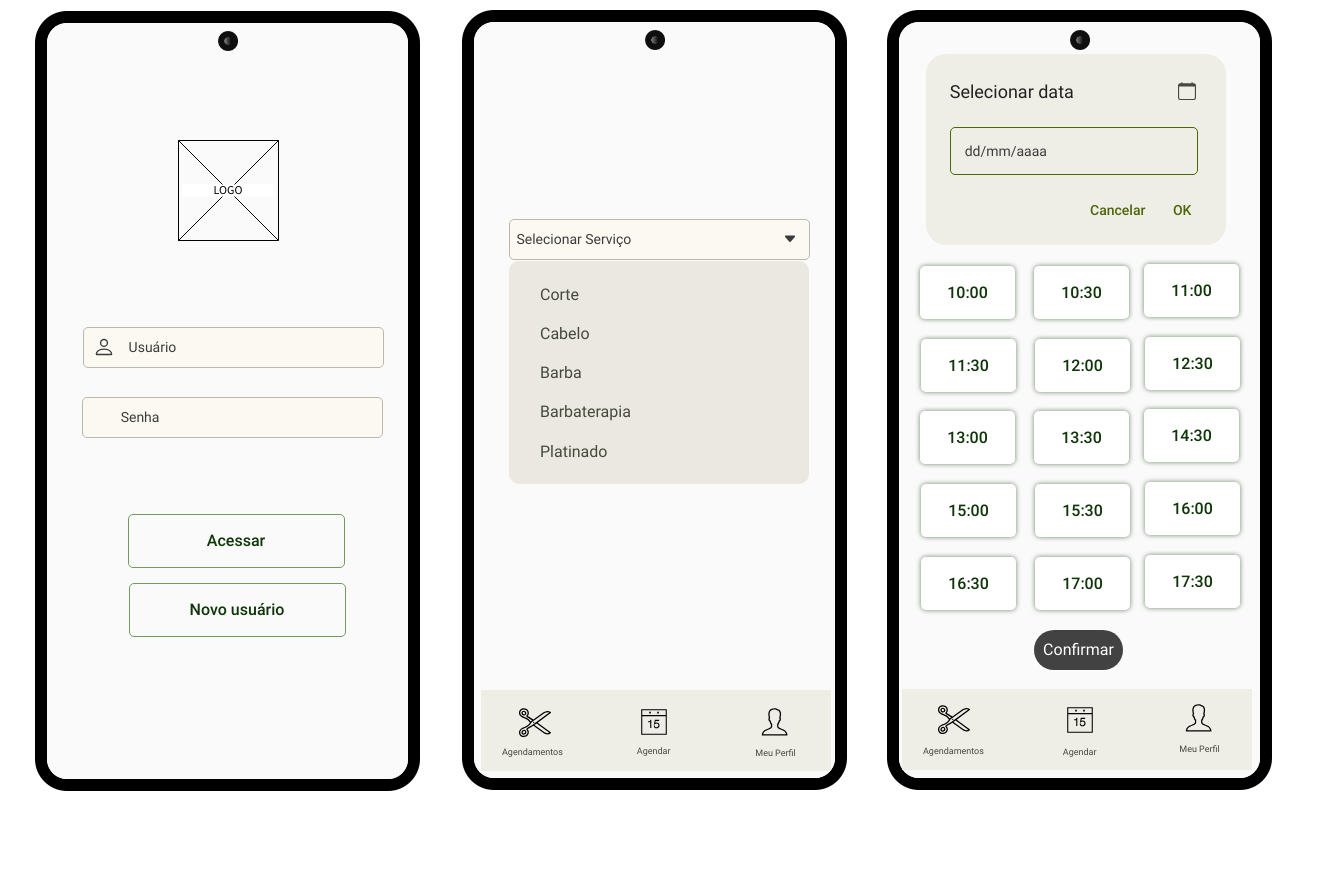 LOGO
Usuário
Senha
Acessar
Novo usuário
Selecionar Serviço
Corte
Cabelo
Barba
Barbaterapia
Platinado
15
Agendamentos
Agendar
Meu Perfil
Selecionar data
dd/mm/aaaa
Cancelar
OK
10:00
10:30
11:00
11:30
12:00
12:30
13:00
13:30
14:30
15:00
15:30
16:00
16:30
17:00
17:30
Confirmar
15
Agendamentos
Agendar
Meu Perfil